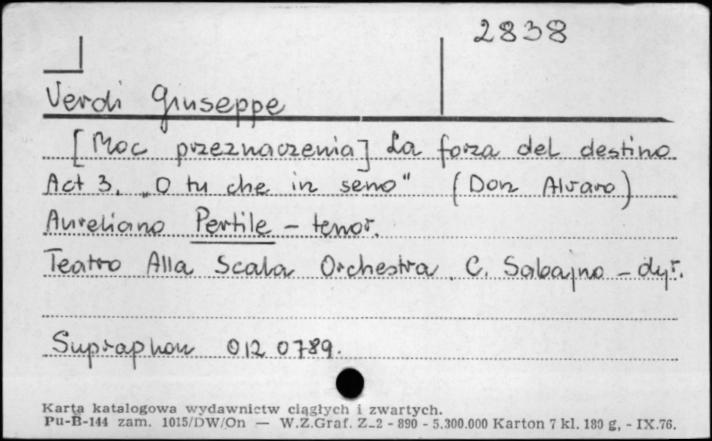 2838
Verdi Giuseppe
[Moc przeznaczenia] La forza del destino
Act 3. „O tu che in seno" (Don Alvaro)
Aureliano Pertile – tenor.
Teatro Alla Scala Orchestra. C. Sabajno – dyr.
Supraphon 012 0789.
Karta katalogowa wydawnictw ciągłych i zwartych.
Pu-B-144 zam. 1015/DW/On — W.Z.Graf. Z-2 - 890 - 5.300.000 Karton 7 kl. 180 g, - IX.76.